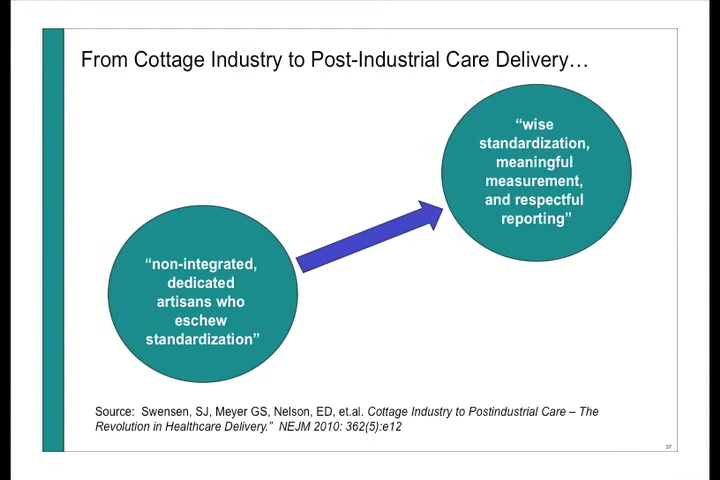 From Cottage Industry to Post-Industrial Care Delivery…
“wise
standardization,
meaningful
measurement,
and respectful
reporting”
“non-integrated,
dedicated
artisans who
eschew
standardization”
Source:  Swensen, SJ, Meyer GS, Nelson, ED, et.al. Cottage Industry to Postindustrial Care – The
Revolution in Healthcare Delivery.”  NEJM 2010: 362(5):e12
37